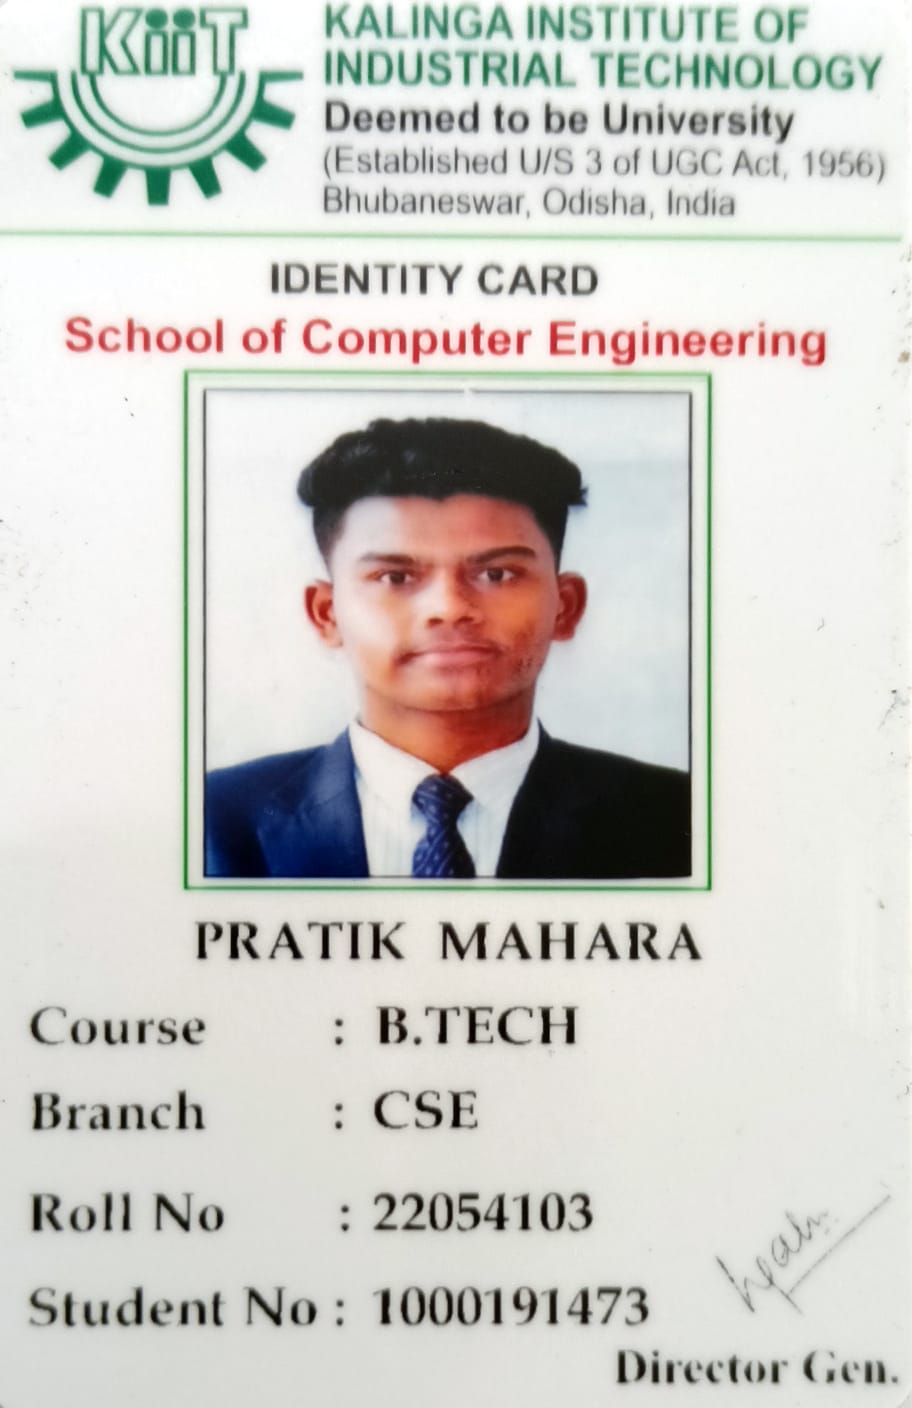 KiiT
KALINGA INSTITUTE OF
INDUSTRIAL TECHNOLOGY
Deemed to be University
(Established U/S 3 of UGC Act, 1956)
Bhubaneswar, Odisha, India
IDENTITY CARD
School of Computer Engineering
PRATIK MAHARA
Course : B.TECH
Branch : CSE
Roll No : 22054103
Student No : 1000191473
Director Gen.